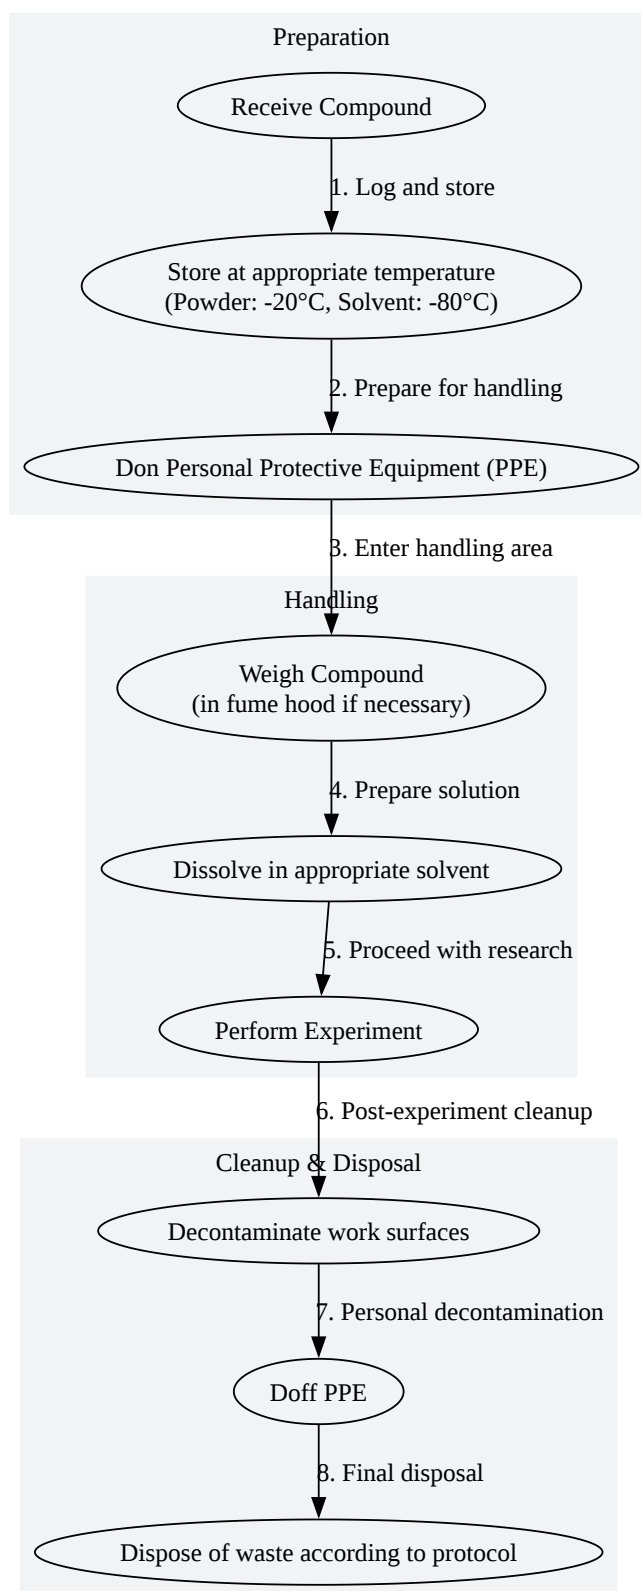 Preparation
Receive Compound
1. Log and store
Store at appropriate temperature
(Powder: -20°C, Solvent: -80°C)
2. Prepare for handling
Don Personal Protective Equipment (PPE)
3. Enter handling area
Handling
Weigh Compound
(in fume hood if necessary)
4. Prepare solution
Dissolve in appropriate solvent
5. Proceed with research
Perform Experiment
6. Post-experiment cleanup
Cleanup & Disposal
Decontaminate work surfaces
7. Personal decontamination
Doff PPE
8. Final disposal
Dispose of waste according to protocol